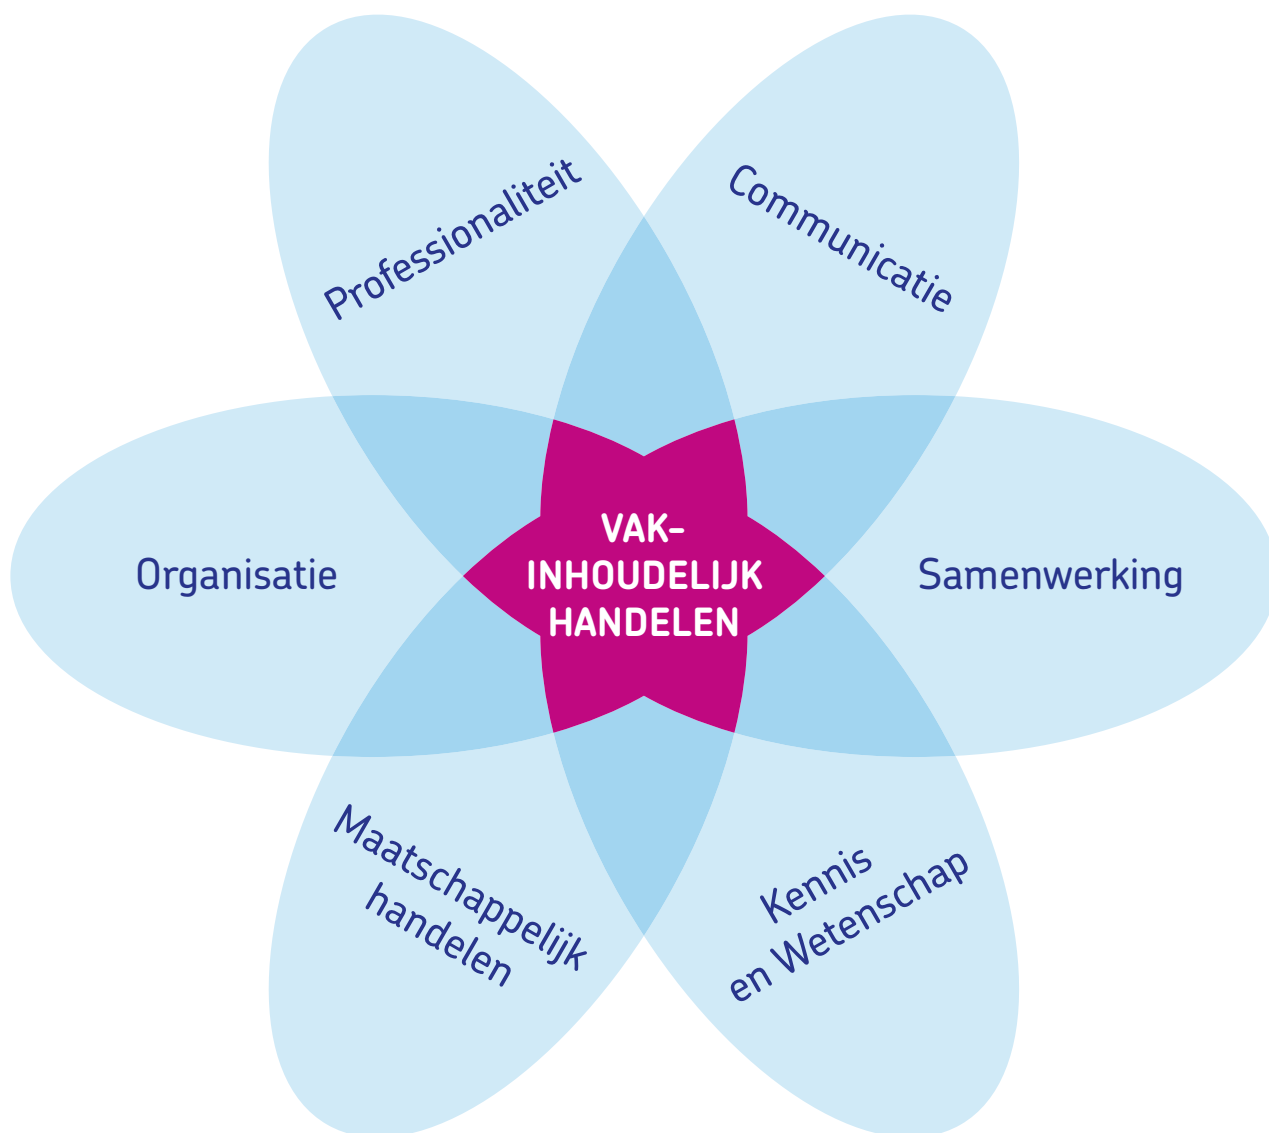 Professionaliteit
Communicatie
Organisatie
VAK-
INHOUDELIJK
HANDELEN
Samenwerking
Maatschappelijk
handelen
Kennis
en Wetenschap